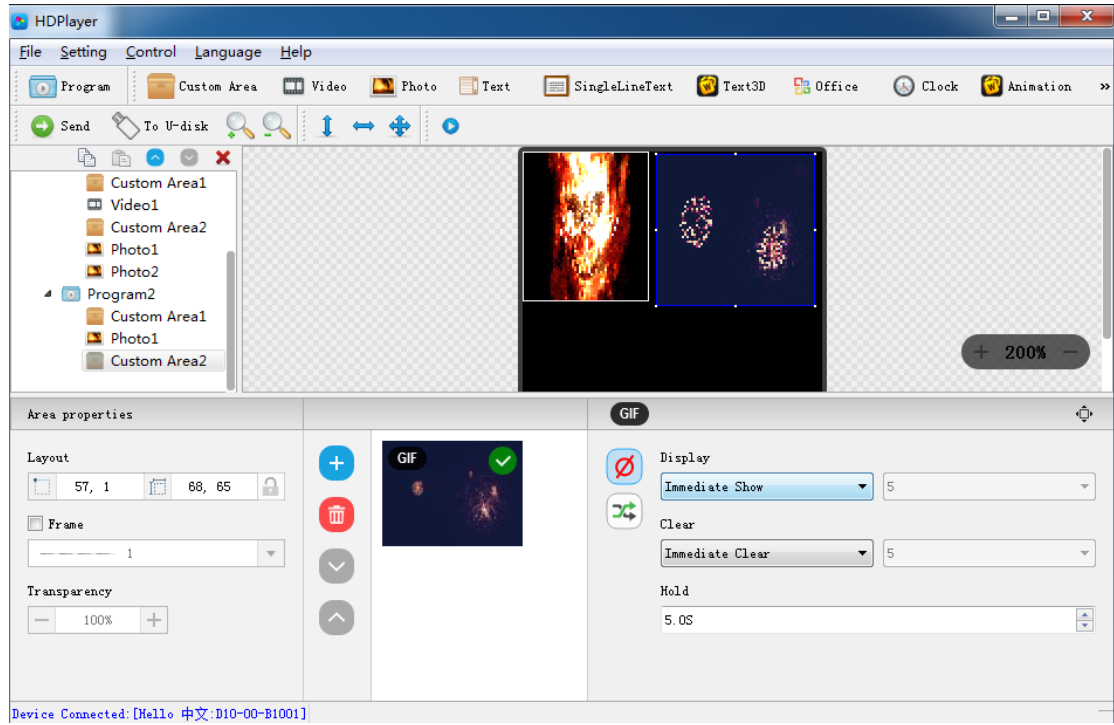 HDPlayer
File Setting Control Language Help
Program Custom Area Video Photo Text SingleLineText Text3D Office Clock Animation »
Send To U-disk
Custom Area1
Video1
Custom Area2
Photo1
Photo2
Program2
Custom Area1
Photo1
Custom Area2
+ 200% −
Area properties
GIF
Layout
57, 1 68, 65
Frame
1
Transparency
− 100% +
GIF
Display
Immediate Show 5
Clear
Immediate Clear 5
Hold
5.0S
Device Connected:[Hello 中文:D10-00-B1001]